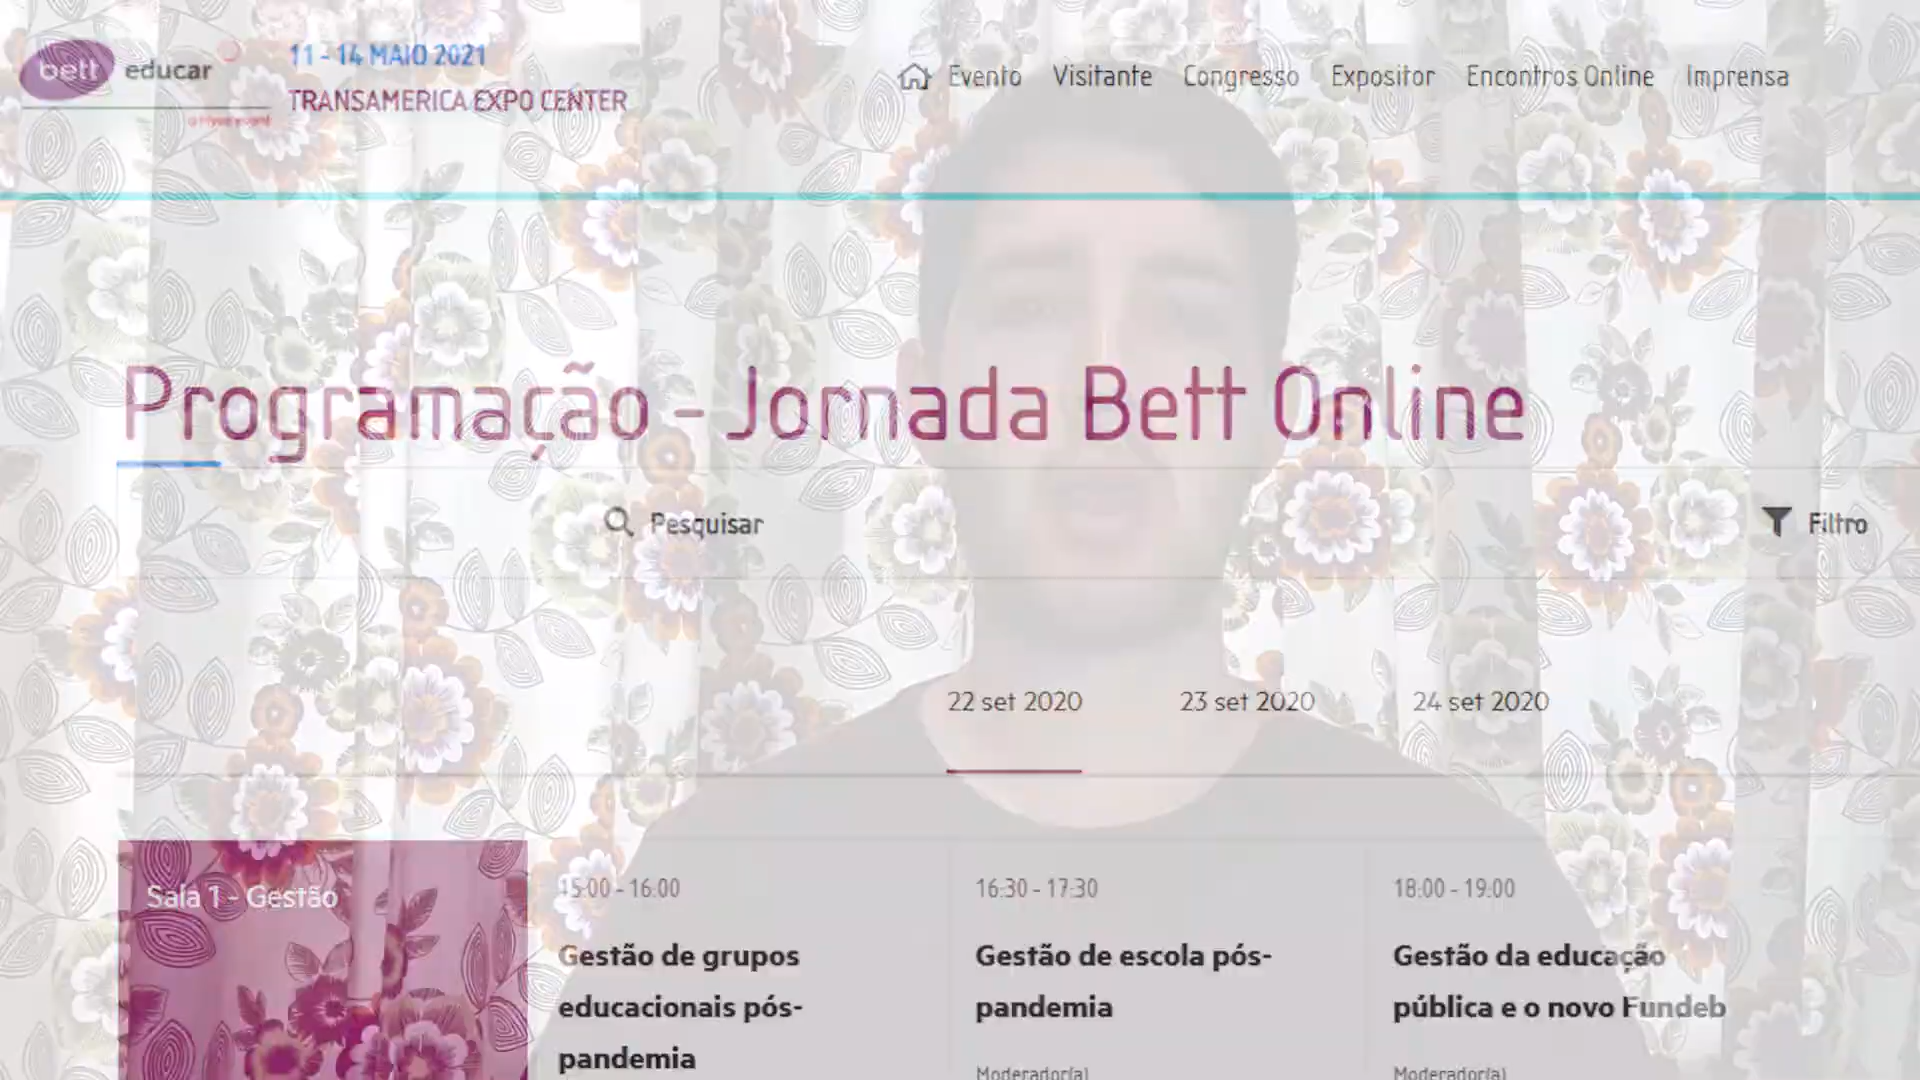 bett educar
11 - 14 MAIO 2021
TRANSAMERICA EXPO CENTER
a Hyve event
Evento Visitante Congresso Expositor Encontros Online Imprensa
Programação - Jornada Bett Online
Pesquisar
Filtro
22 set 2020 23 set 2020 24 set 2020
Sala 1 - Gestão
15:00 - 16:00
Gestão de grupos
educacionais pós-
pandemia
16:30 - 17:30
Gestão de escola pós-
pandemia
Moderador(a)
18:00 - 19:00
Gestão da educação
pública e o novo Fundeb
Moderador(a)